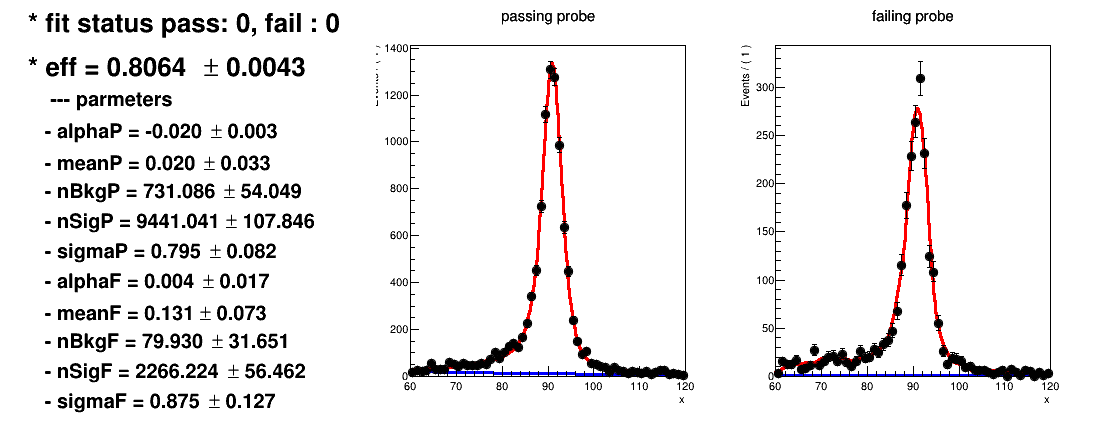 * fit status pass: 0, fail : 0
* eff = 0.8064 ± 0.0043
--- parmeters
- alphaP = -0.020 ± 0.003
- meanP = 0.020 ± 0.033
- nBkgP = 731.086 ± 54.049
- nSigP = 9441.041 ± 107.846
- sigmaP = 0.795 ± 0.082
- alphaF = 0.004 ± 0.017
- meanF = 0.131 ± 0.073
- nBkgF = 79.930 ± 31.651
- nSigF = 2266.224 ± 56.462
- sigmaF = 0.875 ± 0.127
passing probe
1400
1200
1000
800
600
400
200
0
60 70 80 90 100 110 120
x
failing probe
Events / ( 1 )
300
250
200
150
100
50
0
60 70 80 90 100 110 120
x